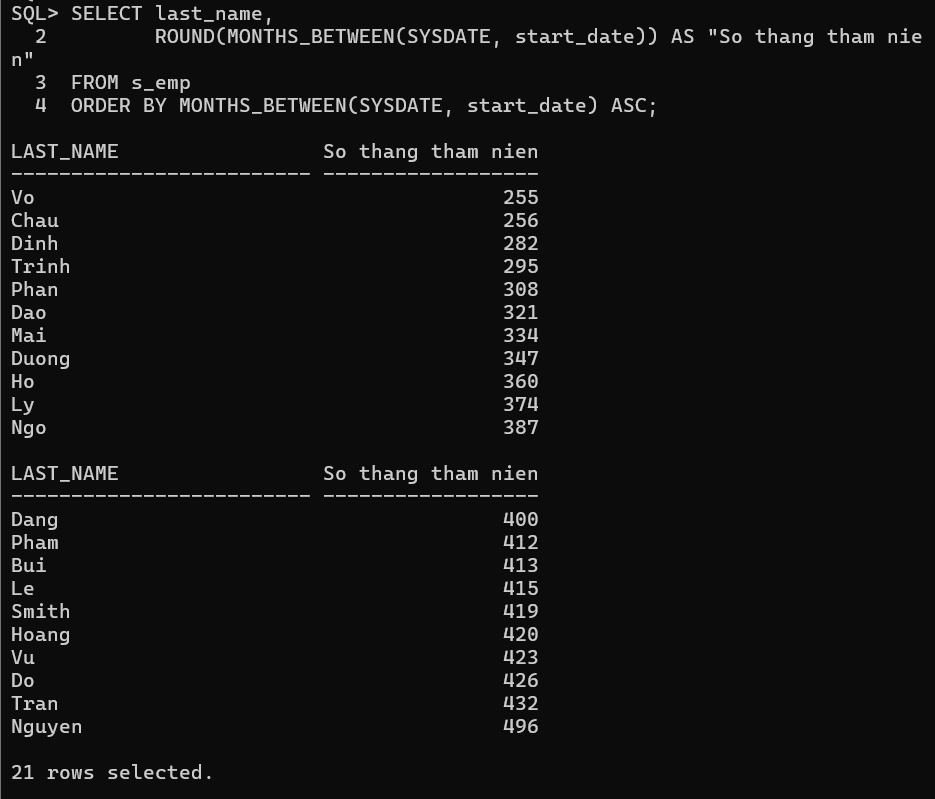 SQL> SELECT last_name,
  2         ROUND(MONTHS_BETWEEN(SYSDATE, start_date)) AS "So thang tham nie
n"
  3  FROM s_emp
  4  ORDER BY MONTHS_BETWEEN(SYSDATE, start_date) ASC;

LAST_NAME                 So thang tham nien
------------------------- ------------------
Vo                                       255
Chau                                     256
Dinh                                     282
Trinh                                    295
Phan                                     308
Dao                                      321
Mai                                      334
Duong                                    347
Ho                                       360
Ly                                       374
Ngo                                      387

LAST_NAME                 So thang tham nien
------------------------- ------------------
Dang                                     400
Pham                                     412
Bui                                      413
Le                                       415
Smith                                    419
Hoang                                    420
Vu                                       423
Do                                       426
Tran                                     432
Nguyen                                   496

21 rows selected.